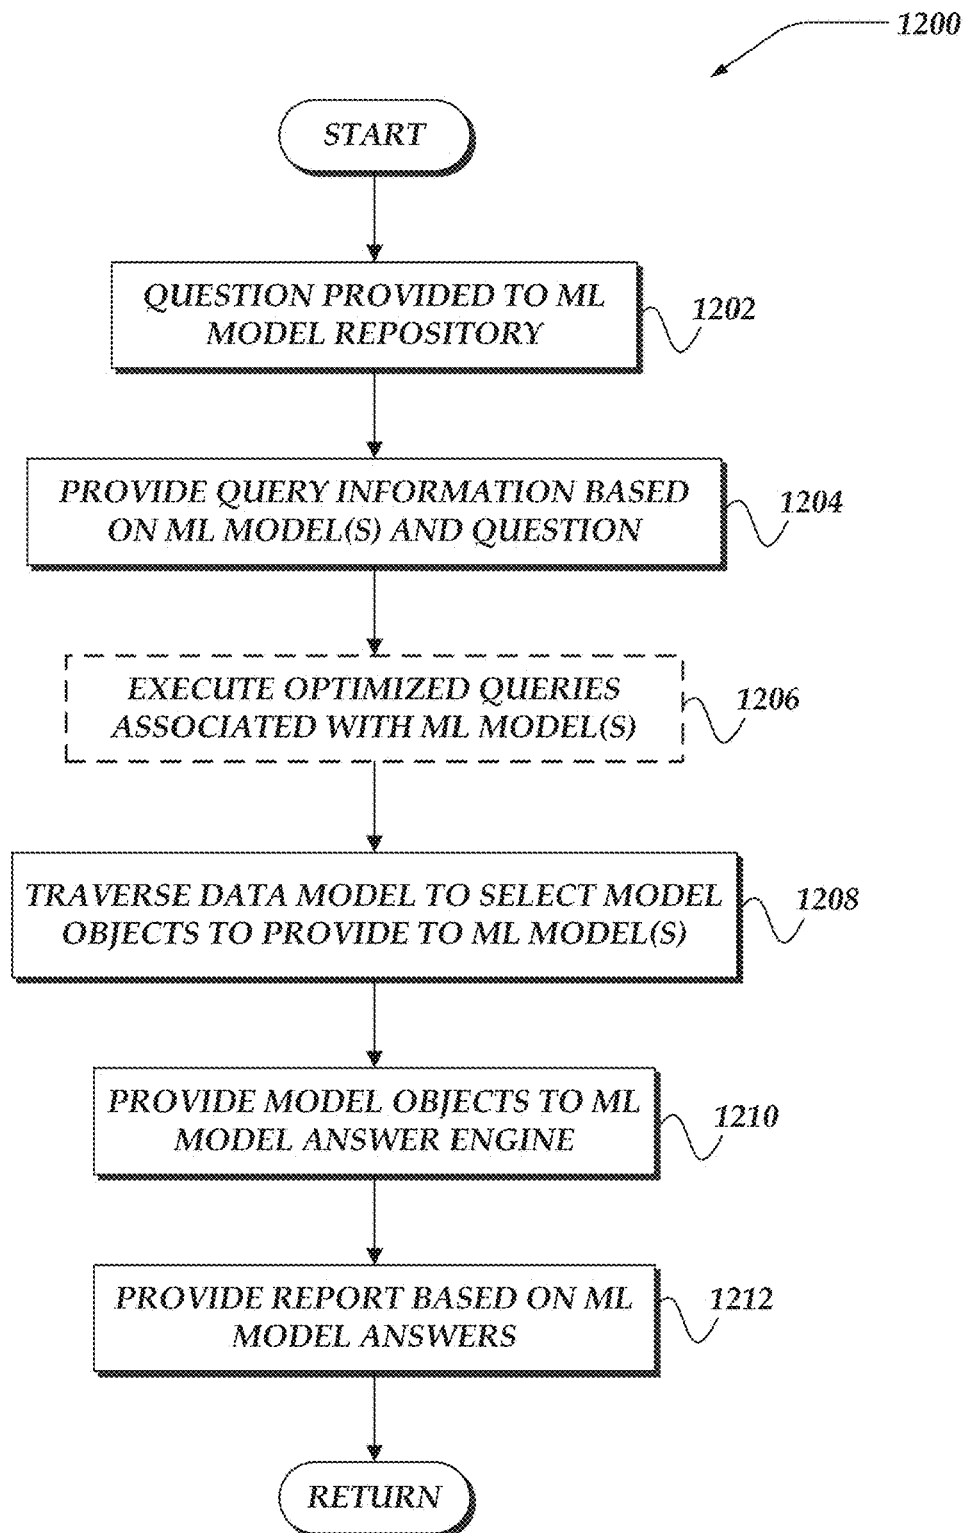 1200
START
QUESTION PROVIDED TO ML
MODEL REPOSITORY
1202
PROVIDE QUERY INFORMATION BASED
ON ML MODEL(S) AND QUESTION
1204
EXECUTE OPTIMIZED QUERIES
ASSOCIATED WITH ML MODEL(S)
1206
TRAVERSE DATA MODEL TO SELECT MODEL
OBJECTS TO PROVIDE TO ML MODEL(S)
1208
PROVIDE MODEL OBJECTS TO ML
MODEL ANSWER ENGINE
1210
PROVIDE REPORT BASED ON ML
MODEL ANSWERS
1212
RETURN